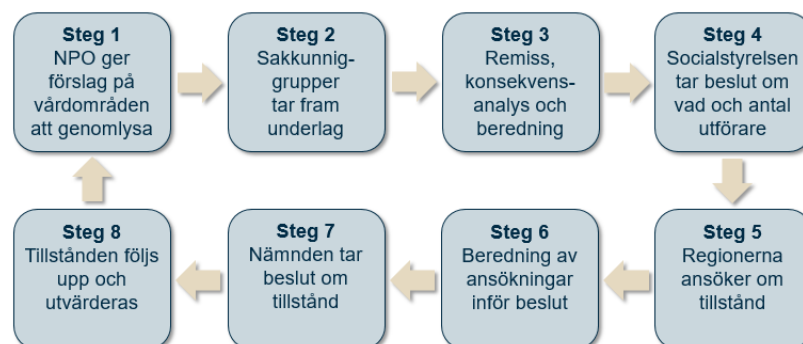 Steg 1
NPO ger
förslag på
vårdområden
att genomlysa
Steg 2
Sakkunnig-
grupper
tar fram
underlag
Steg 3
Remiss,
konsekvens-
analys och
beredning
Steg 4
Socialstyrelsen
tar beslut om
vad och antal
utförare
Steg 5
Regionerna
ansöker om
tillstånd
Steg 6
Beredning av
ansökningar
inför beslut
Steg 7
Nämnden tar
beslut om
tillstånd
Steg 8
Tillstånden följs
upp och
utvärderas